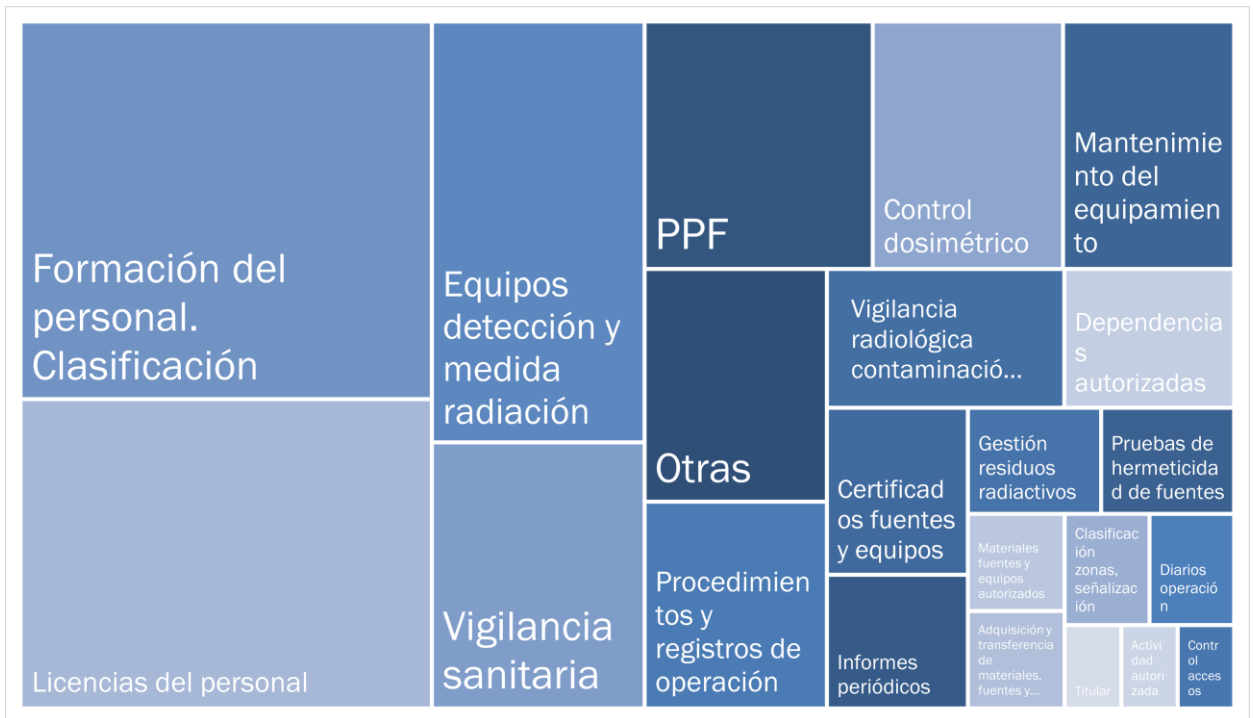 Formación del
personal.
Clasificación
Licencias del personal
Equipos
detección y
medida
radiación
Vigilancia
sanitaria
PPF
Control
dosimétrico
Mantenimie
nto del
equipamien
to
Otras
Vigilancia
radiológica
contaminació...
Dependencia
s
autorizadas
Procedimien
tos y
registros de
operación
Certificad
os fuentes
y equipos
Informes
periódicos
Gestión
residuos
radiactivos
Pruebas de
hermeticida
d de fuentes
Materiales
fuentes y
equipos
autorizados
Clasificac
ión
zonas,
señalizac
ión
Diarios
operació
n
Adquisición y
transferencia
de
materiales,
fuentes y...
Titular
Activi
dad
autori
zada
Contr
ol
acces
os